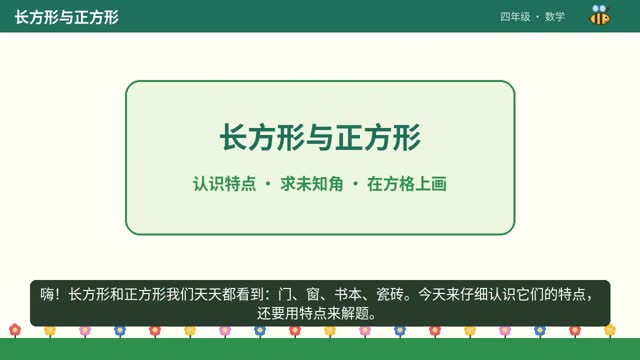 长方形与正方形
四年级 · 数学
长方形与正方形
认识特点 · 求未知角 · 在方格上画
嗨！长方形和正方形我们天天都看到：门、窗、书本、瓷砖。今天来仔细认识它们的特点，
还要用特点来解题。